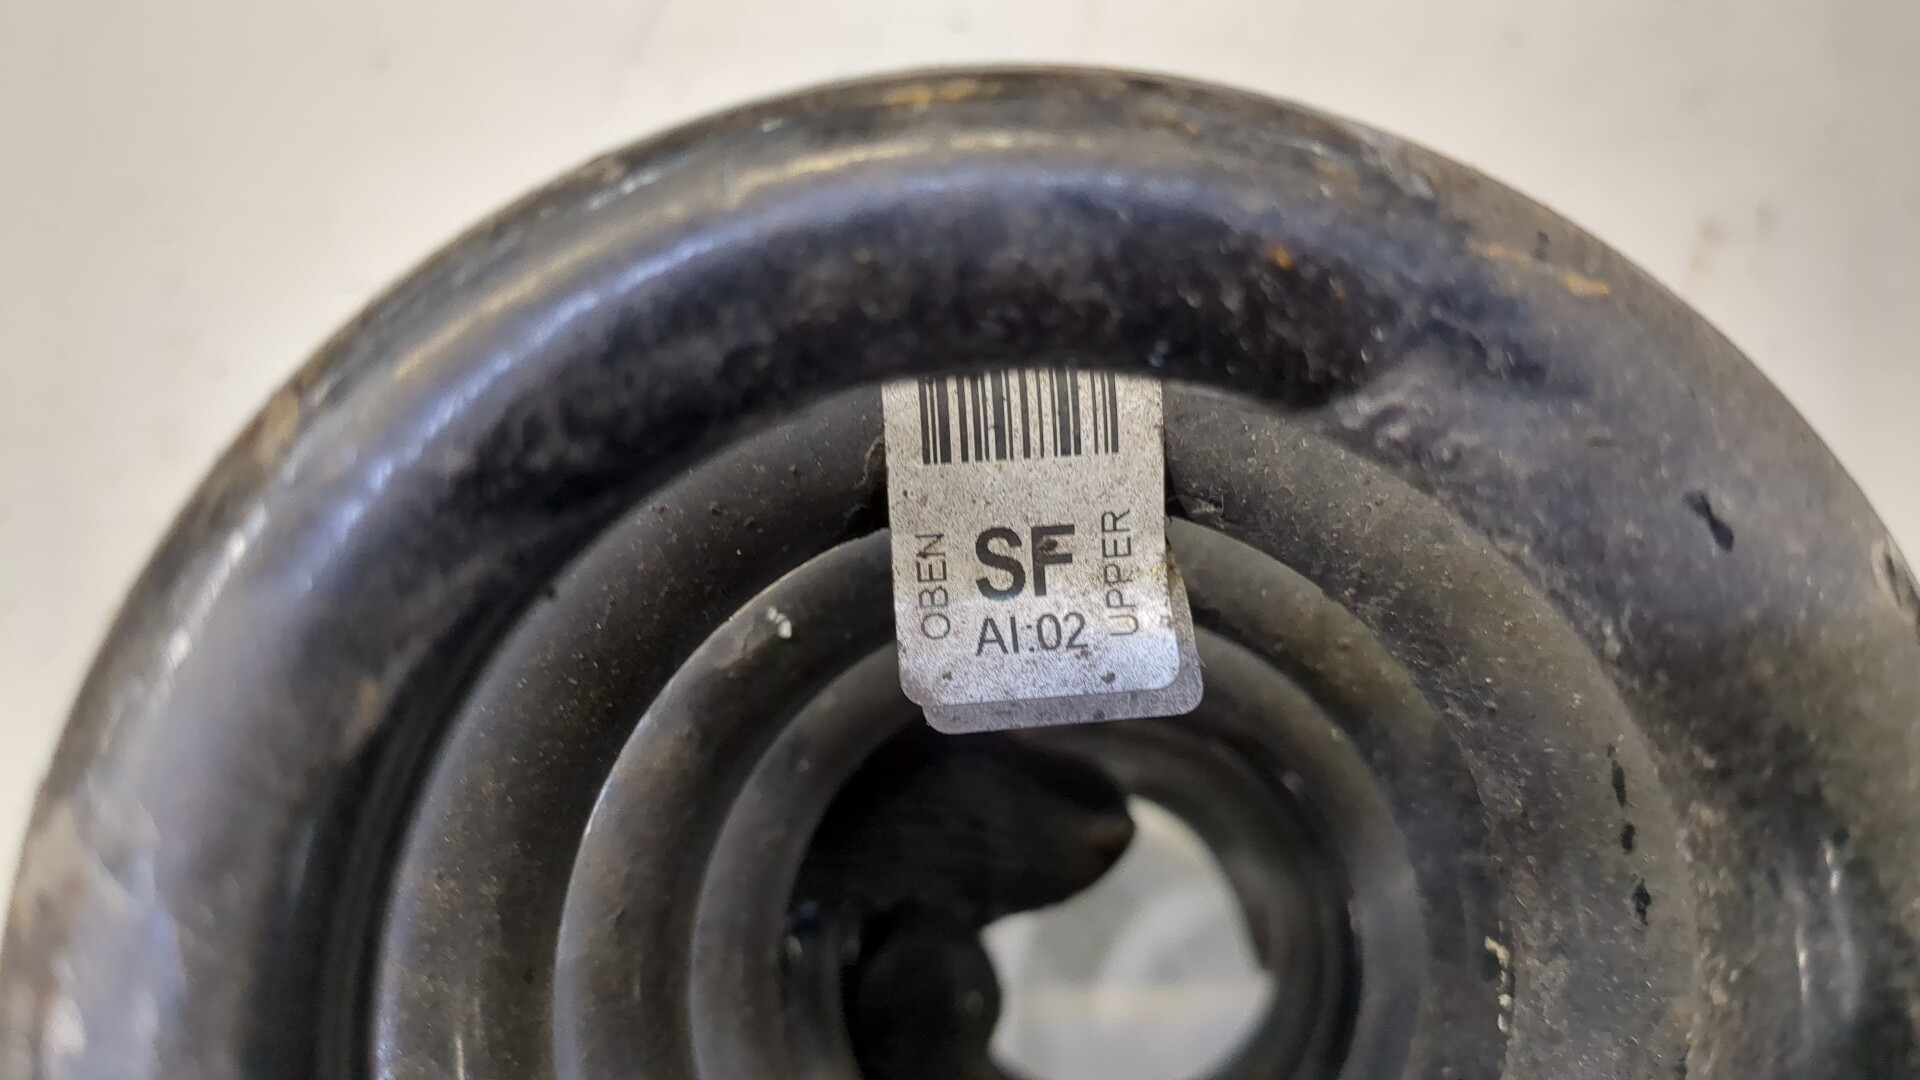 OBEN
SF
AI:02
UPPER